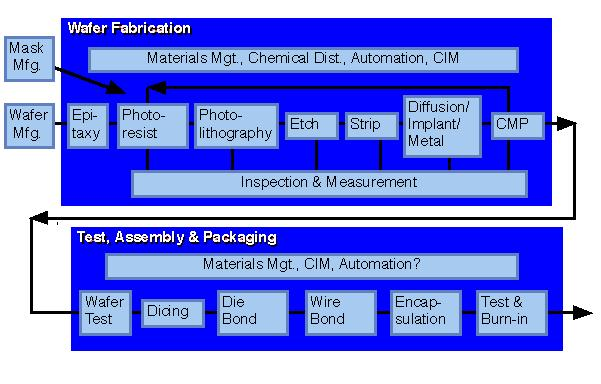 Wafer Fabrication
Mask
Mfg.
Materials Mgt., Chemical Dist., Automation, CIM
Wafer
Mfg.
Epi-
taxy
Photo-
resist
Photo-
lithography
Etch
Strip
Diffusion/
Implant/
Metal
CMP
Inspection & Measurement
Test, Assembly & Packaging
Materials Mgt., CIM, Automation?
Wafer
Test
Dicing
Die
Bond
Wire
Bond
Encap-
sulation
Test &
Burn-in